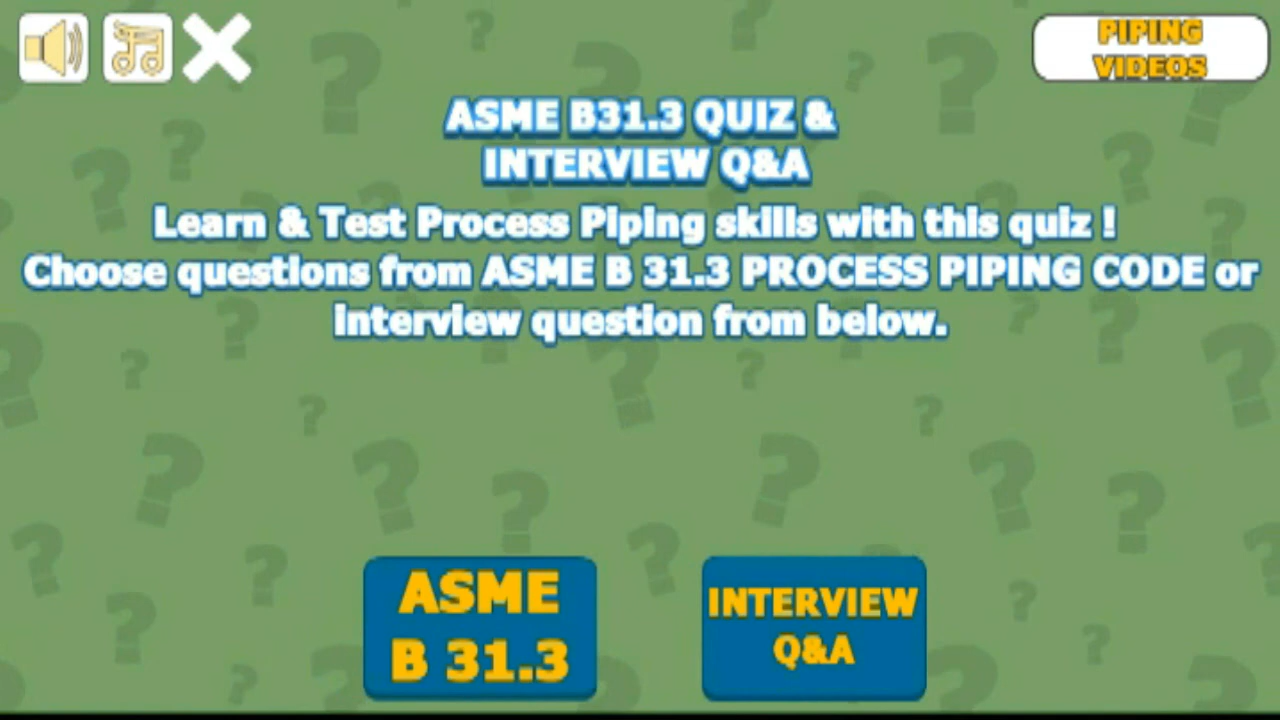 PIPING
VIDEOS
ASME B31.3 QUIZ &
INTERVIEW Q&A
Learn & Test Process Piping skills with this quiz !
Choose questions from ASME B 31.3 PROCESS PIPING CODE or
interview question from below.
ASME
B 31.3
INTERVIEW
Q&A